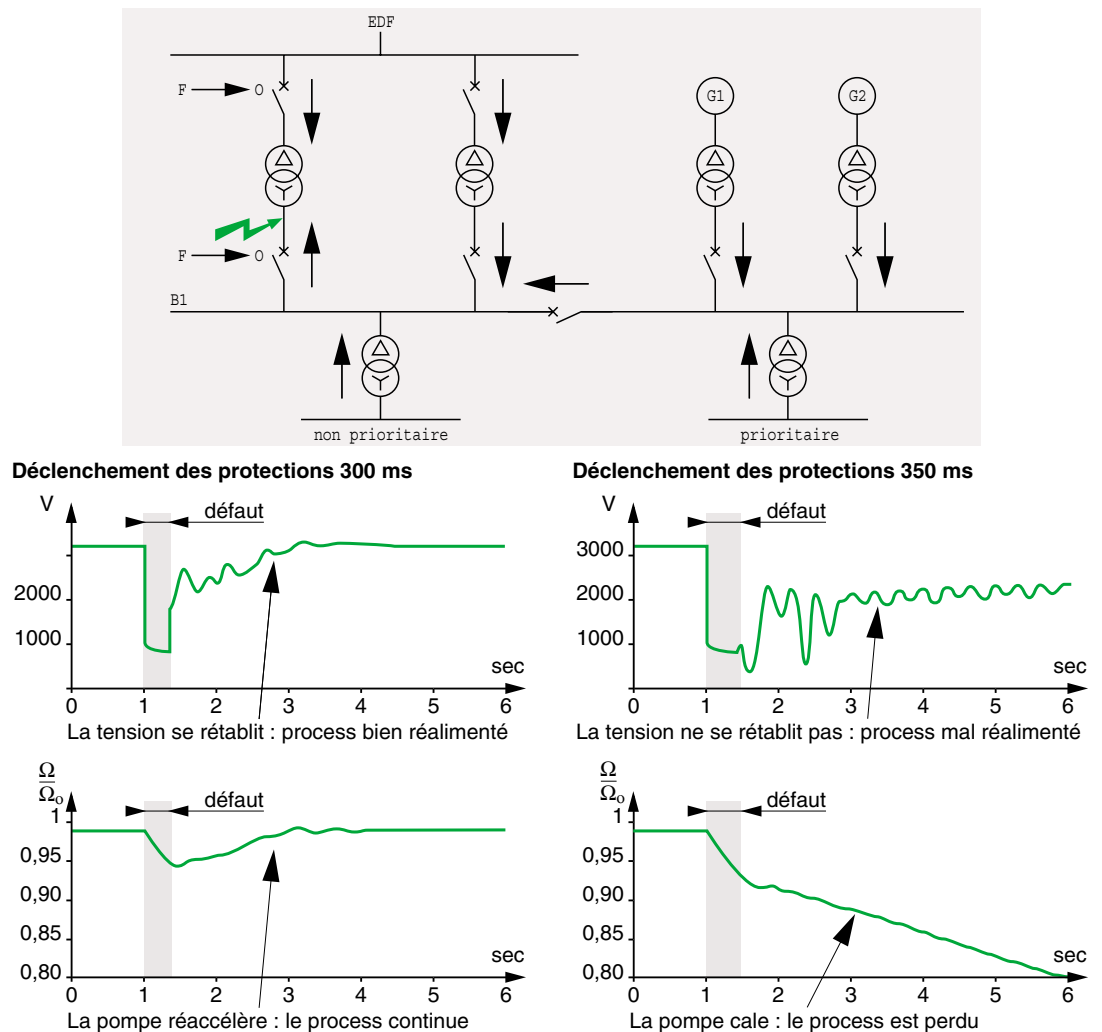 EDF
F O
G1 G2
F O
B1
non prioritaire prioritaire
Déclenchement des protections 300 ms
V
défaut
2000
1000
sec
0 1 2 3 4 5 6
La tension se rétablit : process bien réalimenté
Déclenchement des protections 350 ms
V
défaut
3000
2000
1000
sec
0 1 2 3 4 5 6
La tension ne se rétablit pas : process mal réalimenté
Ω
Ωo
défaut
1
0,95
0,90
0,85
0,80
sec
0 1 2 3 4 5 6
La pompe réaccélère : le process continue
Ω
Ωo
défaut
1
0,95
0,90
0,85
0,80
sec
0 1 2 3 4 5 6
La pompe cale : le process est perdu